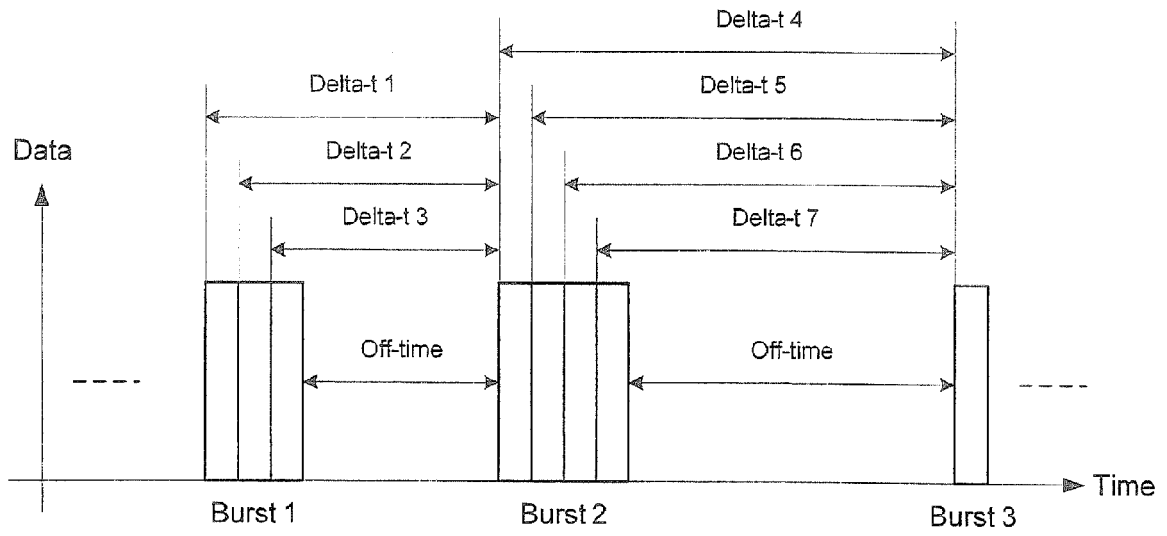 Delta-t 4
Delta-t 1
Delta-t 5
Data
Delta-t 2
Delta-t 6
Delta-t 3
Delta-t 7
Off-time
Off-time
Time
Burst 1
Burst 2
Burst 3